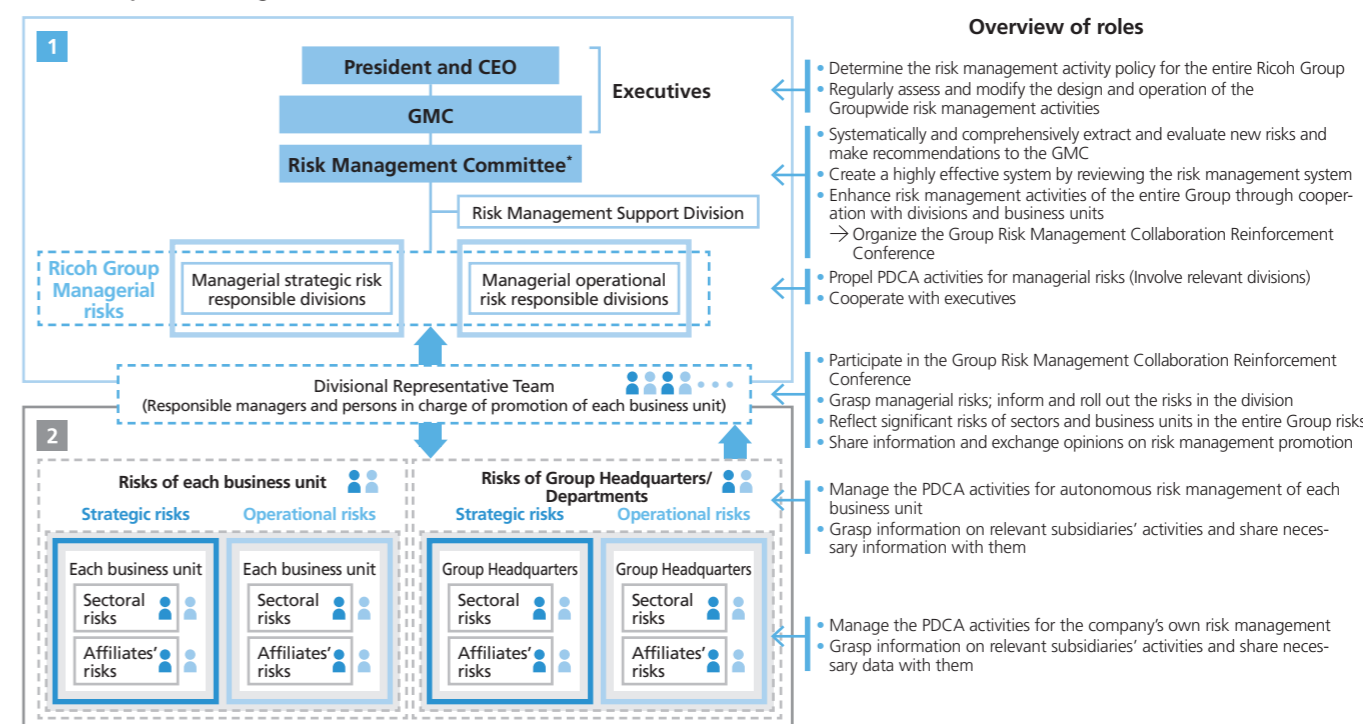 Overview of roles
1
President and CEO
GMC
Executives
Risk Management Committee*
Risk Management Support Division
Ricoh Group
Managerial
risks
Managerial strategic risk
responsible divisions
Managerial operational
risk responsible divisions
Divisional Representative Team
(Responsible managers and persons in charge of promotion of each business unit)
2
Risks of each business unit
Strategic risks
Operational risks
Each business unit
Sectoral
risks
Affiliates'
risks
Each business unit
Sectoral
risks
Affiliates'
risks
Risks of Group Headquarters/
Departments
Strategic risks
Operational risks
Group Headquarters
Sectoral
risks
Affiliates'
risks
Group Headquarters
Sectoral
risks
Affiliates'
risks
• Determine the risk management activity policy for the entire Ricoh Group
• Regularly assess and modify the design and operation of the
Groupwide risk management activities
• Systematically and comprehensively extract and evaluate new risks and
make recommendations to the GMC
• Create a highly effective system by reviewing the risk management system
• Enhance risk management activities of the entire Group through cooper-
ation with divisions and business units
→ Organize the Group Risk Management Collaboration Reinforcement
Conference
• Propel PDCA activities for managerial risks (Involve relevant divisions)
• Cooperate with executives
• Participate in the Group Risk Management Collaboration Reinforcement
Conference
• Grasp managerial risks; inform and roll out the risks in the division
• Reflect significant risks of sectors and business units in the entire Group risks
• Share information and exchange opinions on risk management promotion
• Manage the PDCA activities for autonomous risk management of each
business unit
• Grasp information on relevant subsidiaries' activities and share neces-
sary information with them
• Manage the PDCA activities for the company's own risk management
• Grasp information on relevant subsidiaries' activities and share neces-
sary data with them